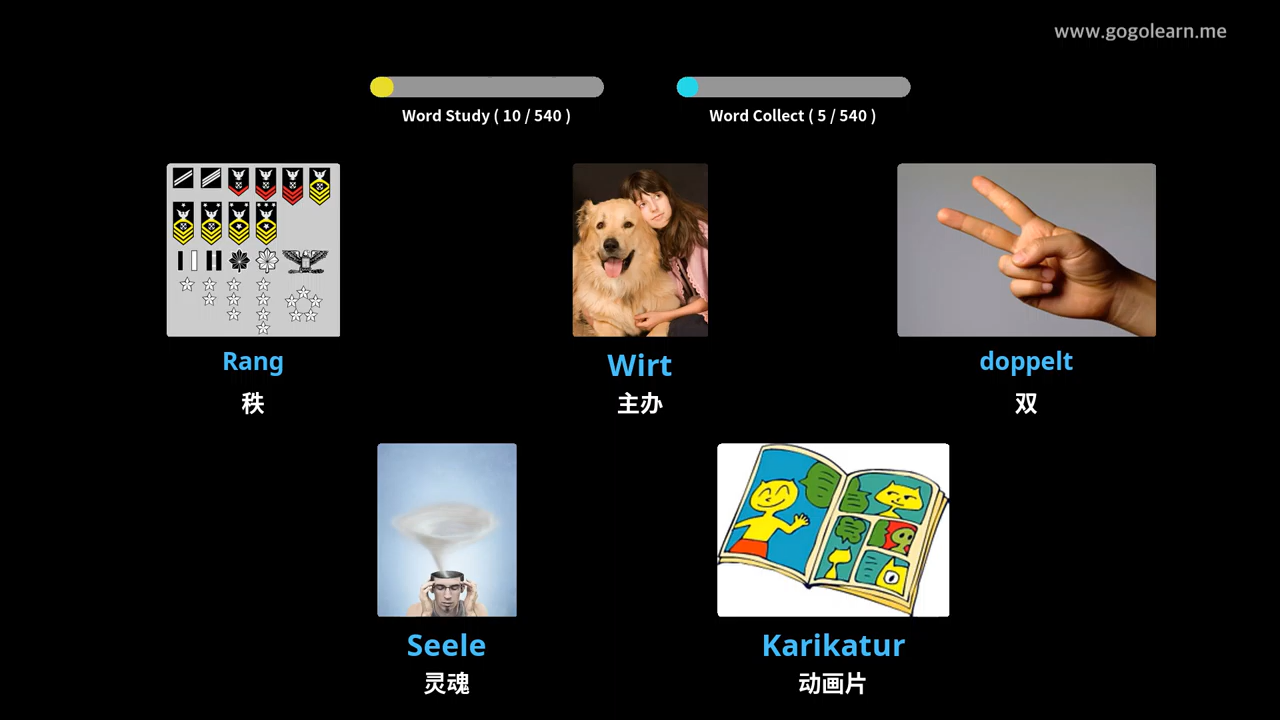 www.gogolearn.me
Word Study ( 10 / 540 )
Word Collect ( 5 / 540 )
Rang
秩
Wirt
主办
doppelt
双
Seele
灵魂
Karikatur
动画片